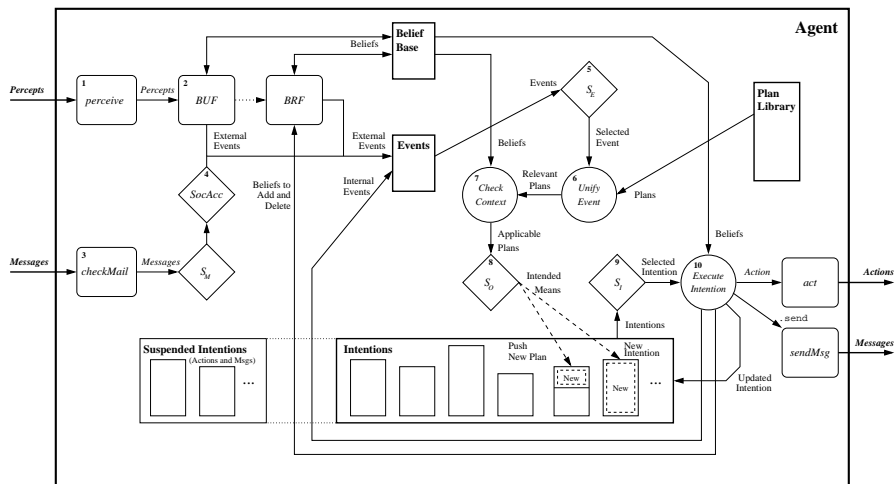 Agent
Belief
Base
Beliefs
1
perceive
Percepts
Percepts
2
BUF
BRF
5
S_E
Events
Plan
Library
External
Events
External
Events
Events
Selected
Event
Beliefs
4
SocAcc
Beliefs to
Add and
Delete
Internal
Events
7
Check
Context
Relevant
Plans
6
Unify
Event
Plans
Messages
3
checkMail
Messages
S_M
Applicable
Plans
Beliefs
8
S_O
Intended
Means
9
S_I
Selected
Intention
10
Execute
Intention
Action
act
Actions
.send
sendMsg
Messages
Intentions
Suspended Intentions
(Actions and Msgs)
...
Intentions
Push
New Plan
New
Intention
New
New
...
Updated
Intention